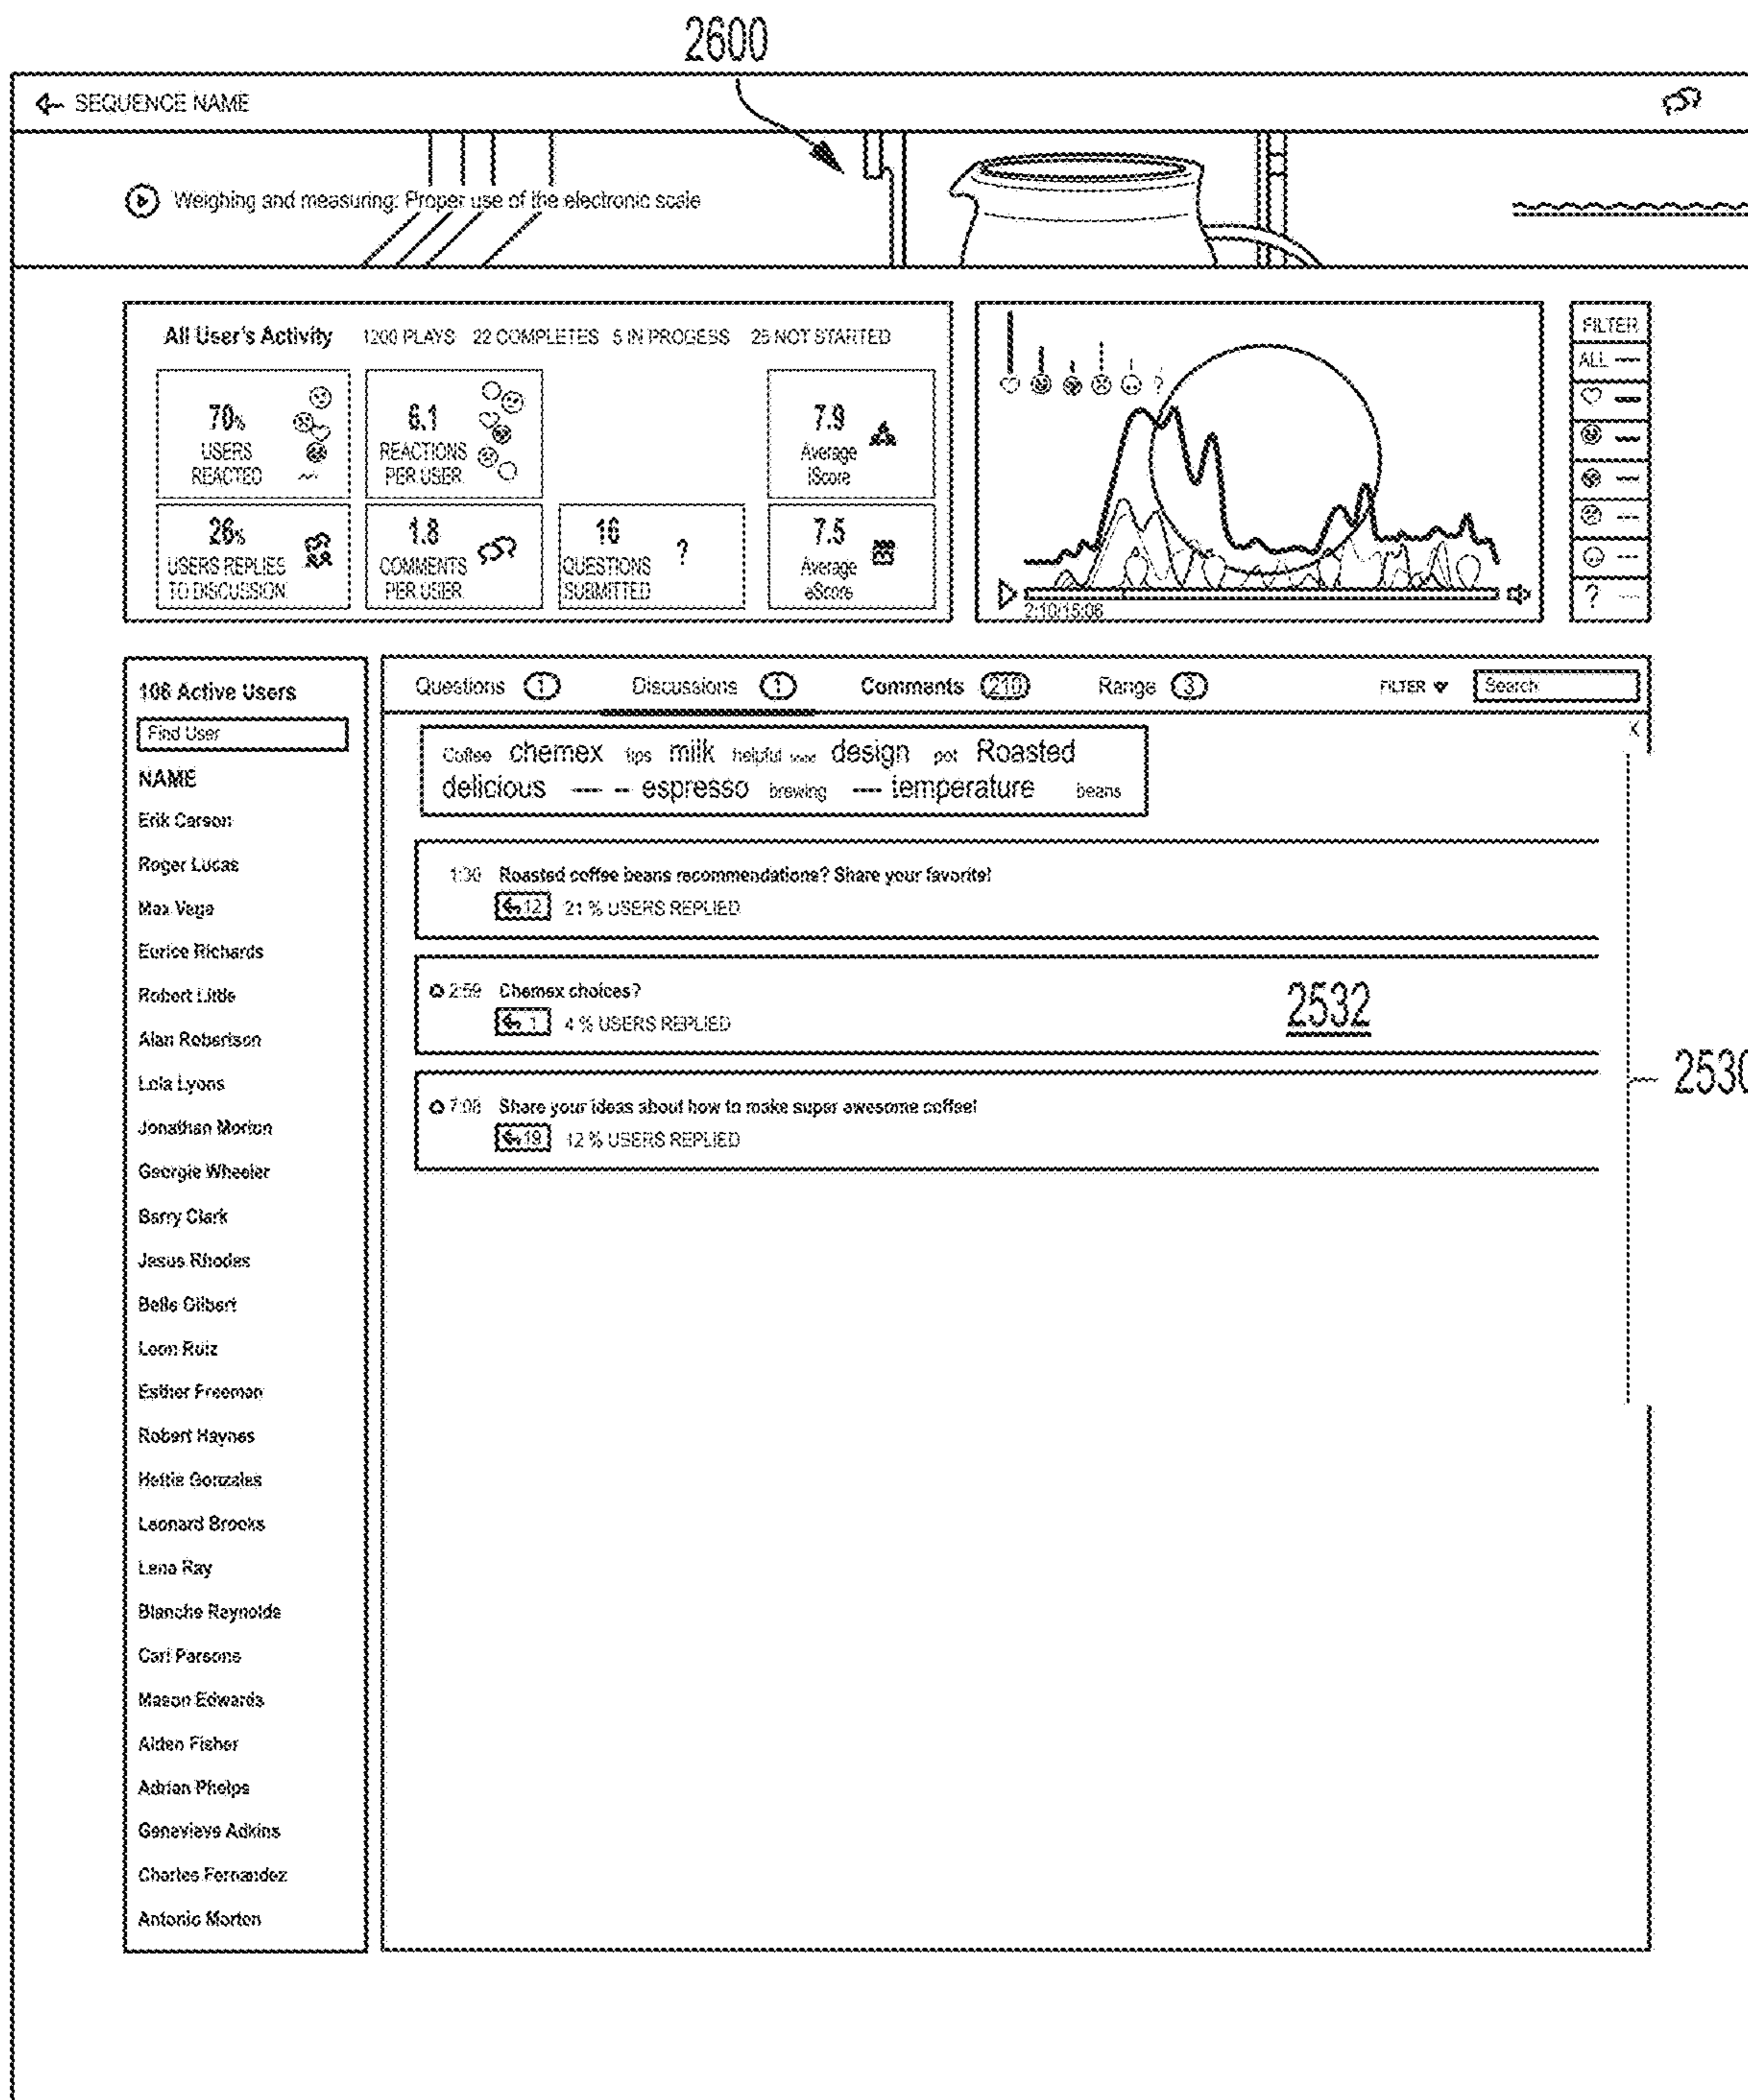 2600
SEQUENCE NAME
Weighing and measuring: Proper use of the electronic scale
All User's Activity 1200 PLAYS 22 COMPLETES 5 IN PROGESS 25 NOT STARTED
70% USERS REACTED
6.1 REACTIONS PER USER
7.9 Average iScore
26% USERS REPLIES TO DISCUSSION
1.8 COMMENTS PER USER
16 QUESTIONS SUBMITTED ?
7.5 Average eScore
?
2:10/15:06
FILTER
ALL
?
106 Active Users
Find User
NAME
Erik Carson
Roger Lucas
Max Vega
Eunice Richards
Robert Little
Alan Robertson
Lola Lyons
Jonathan Morton
Georgie Wheeler
Barry Clark
Jesus Rhodes
Belle Gilbert
Leon Ruiz
Esther Freeman
Robert Haynes
Hettie Gonzales
Leonard Brooks
Lena Ray
Blanche Reynolds
Carl Parsons
Mason Edwards
Alden Fisher
Adrian Phelps
Genevieve Adkins
Charles Fernandez
Antonio Morton
Questions 1 Discussions 1 Comments 210 Range 3 FILTER Search
X
Coffee chemex tips milk helpful design pot Roasted
delicious espresso brewing temperature beans
1:30 Roasted coffee beans recommendations? Share your favorite!
12 21 % USERS REPLIED
2:59 Chemex choices?
1 4 % USERS REPLIED
2532
2530
7:08 Share your ideas about how to make super awesome coffee!
19 12 % USERS REPLIED